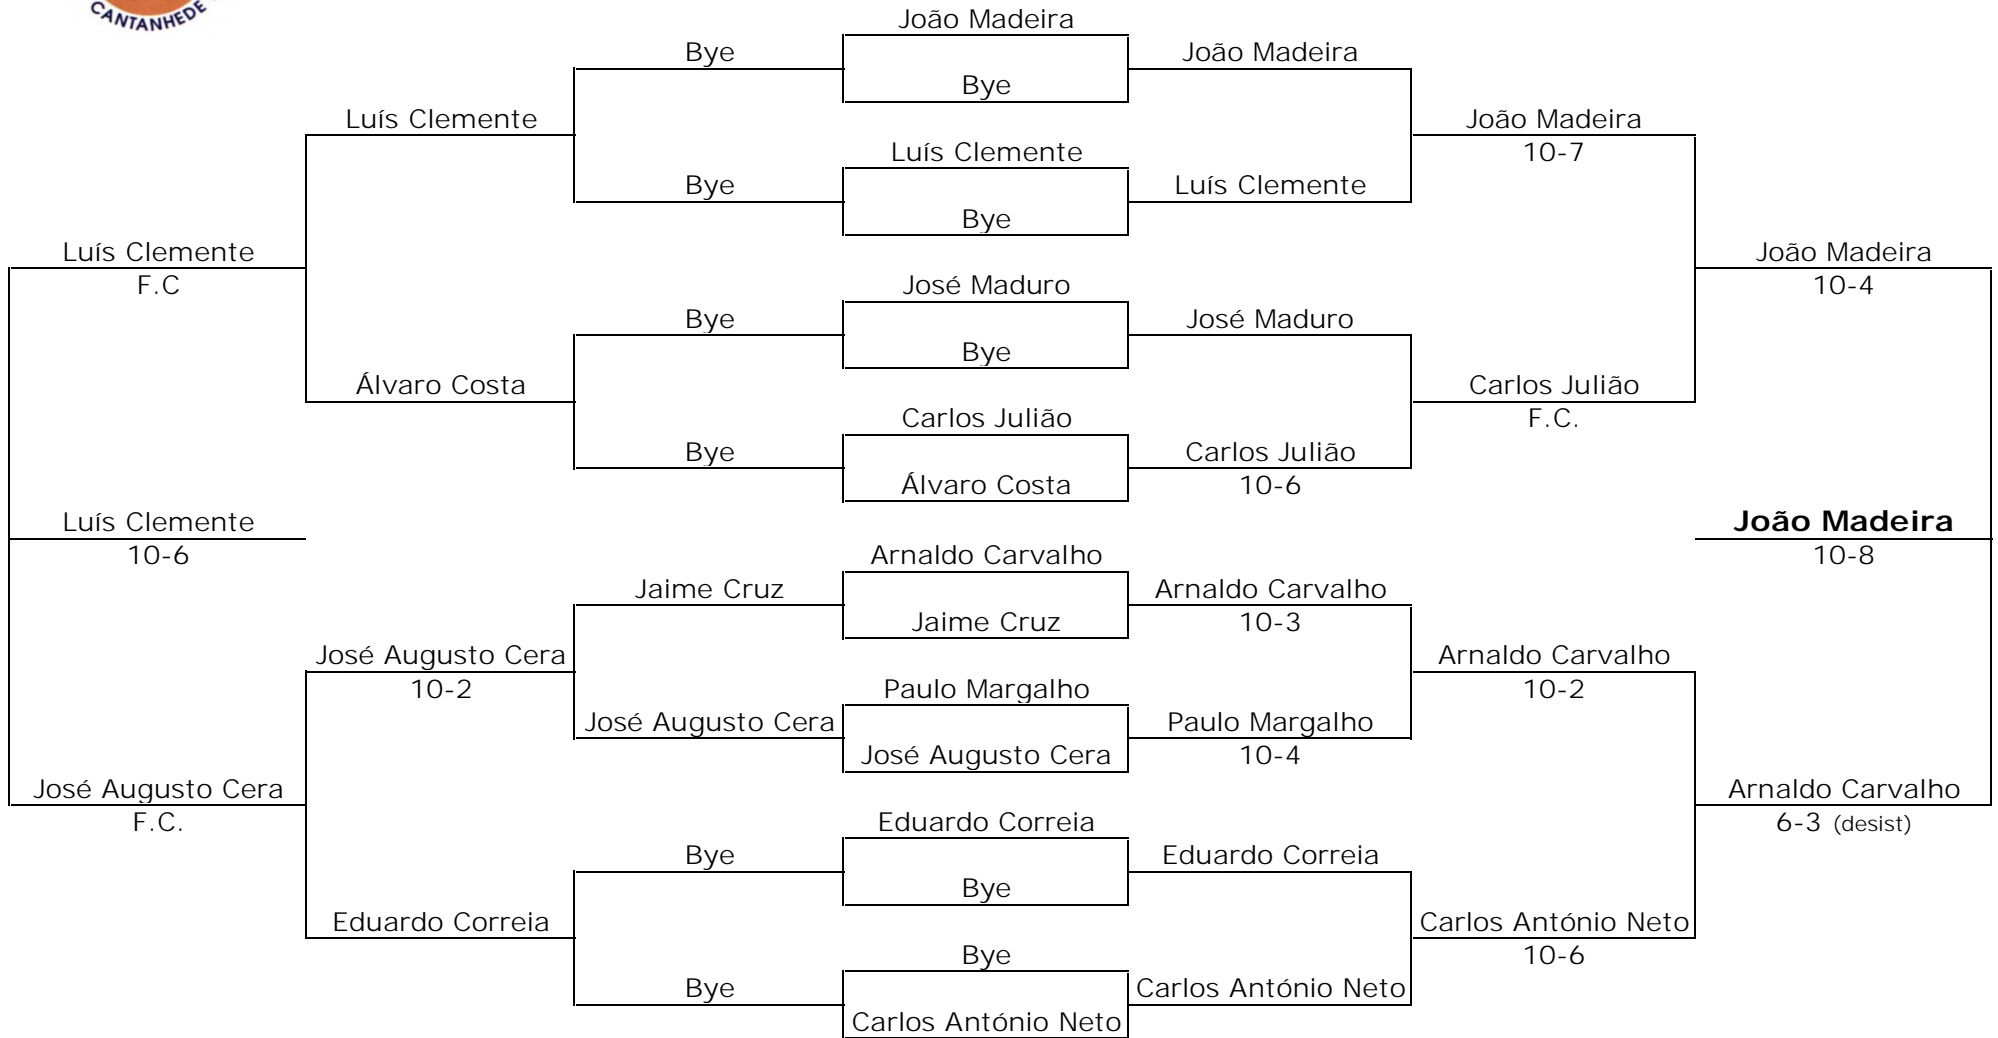 CANTANHEDE
João Madeira
Bye João Madeira
Bye
Luís Clemente João Madeira
Luís Clemente 10-7
Bye Luís Clemente
Bye
Luís Clemente João Madeira
F.C José Maduro 10-4
Bye José Maduro
Bye
Álvaro Costa Carlos Julião
Carlos Julião F.C.
Bye Carlos Julião
Álvaro Costa 10-6
Luís Clemente João Madeira
10-6 Arnaldo Carvalho 10-8
Jaime Cruz Arnaldo Carvalho
Jaime Cruz 10-3
José Augusto Cera Arnaldo Carvalho
10-2 Paulo Margalho 10-2
José Augusto Cera Paulo Margalho
José Augusto Cera 10-4
José Augusto Cera Arnaldo Carvalho
F.C. Eduardo Correia 6-3 (desist)
Bye Eduardo Correia
Bye
Eduardo Correia Carlos António Neto
Bye 10-6
Bye Carlos António Neto
Carlos António Neto